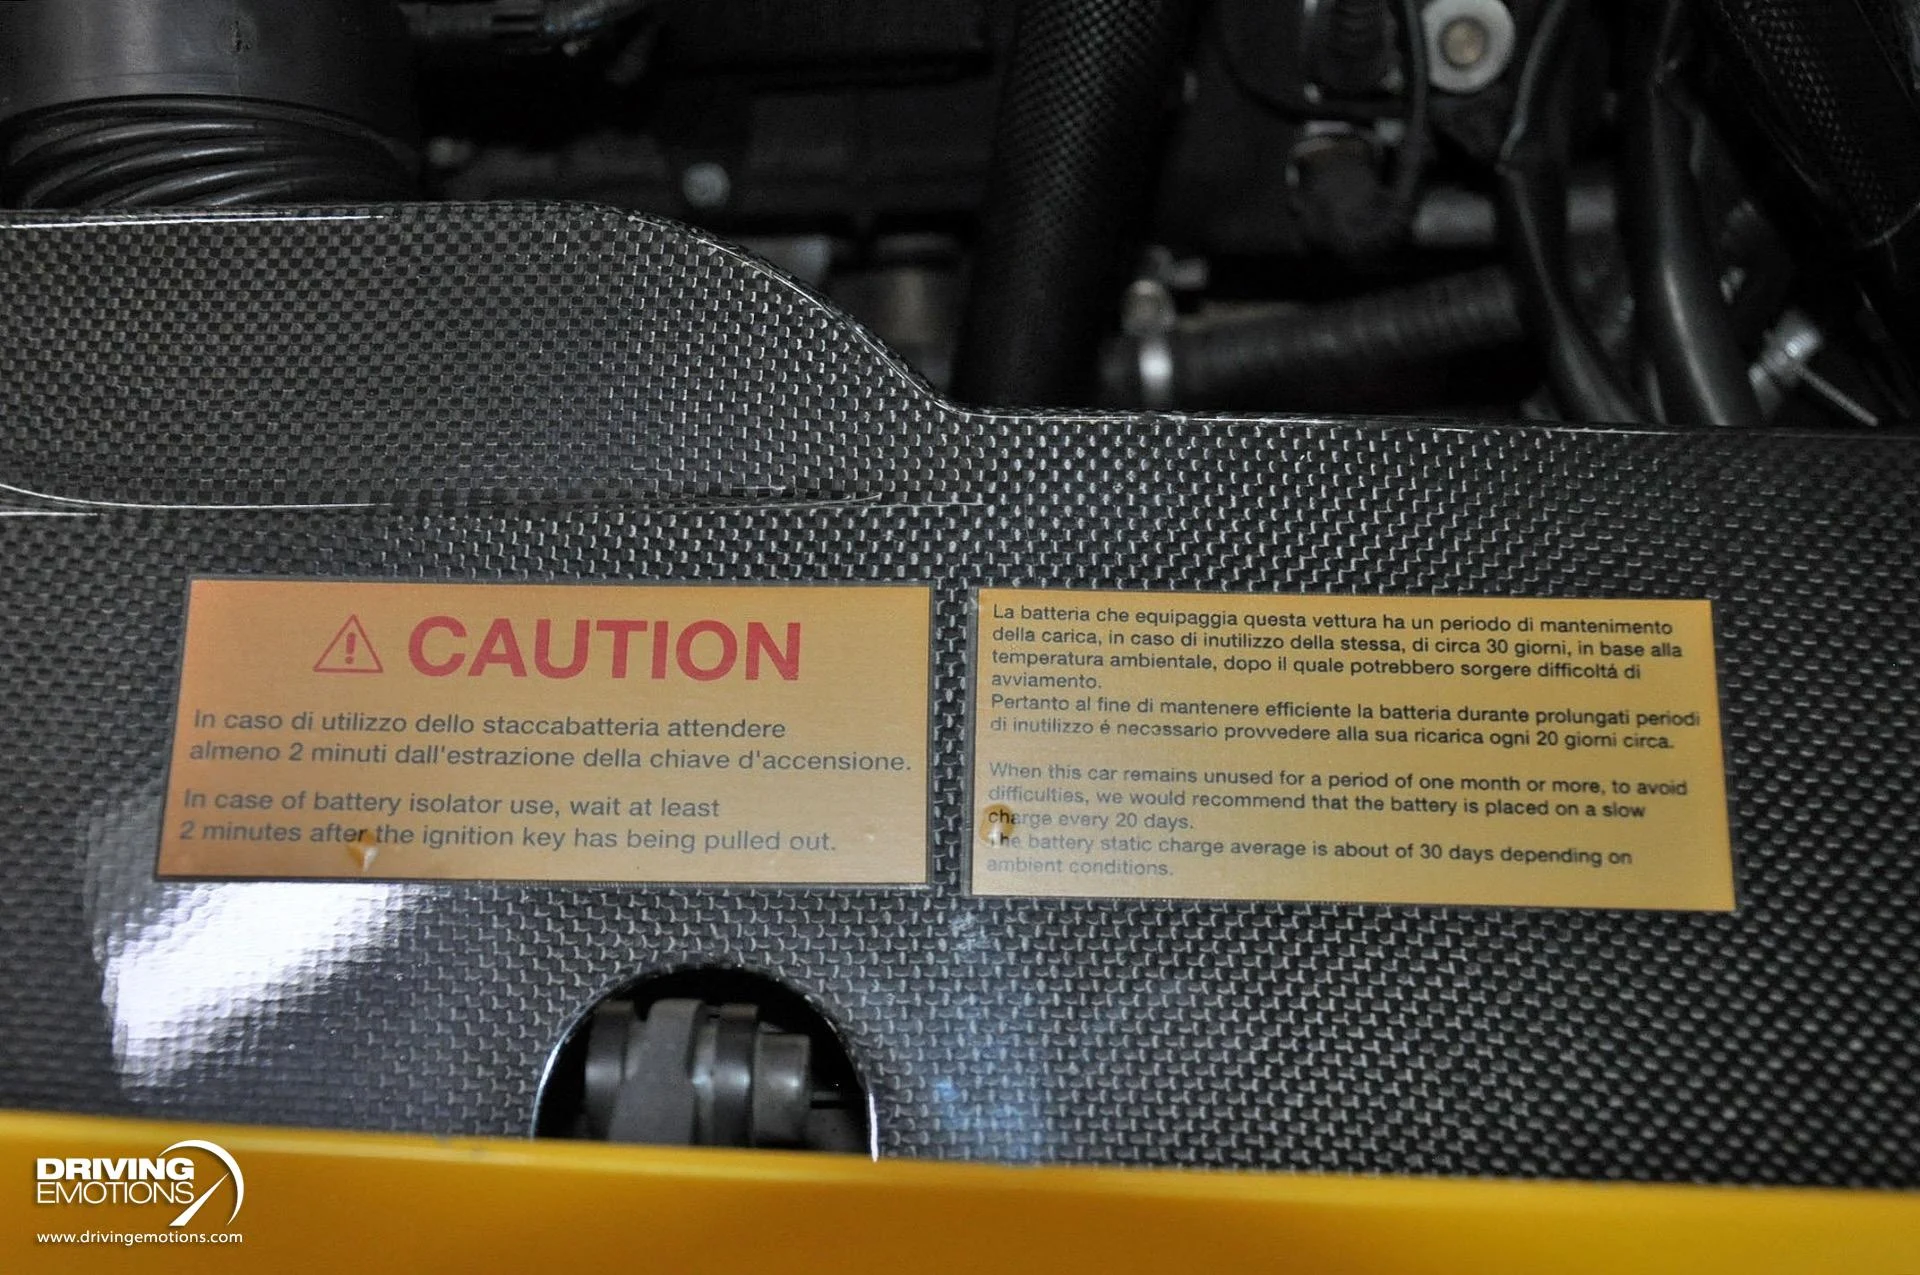 CAUTION
In caso di utilizzo dello staccabatteria attendere
almeno 2 minuti dall'estrazione della chiave d'accensione.
In case of battery isolator use, wait at least
2 minutes after the ignition key has being pulled out.
La batteria che equipaggia questa vettura ha un periodo di mantenimento
della carica, in caso di inutilizzo della stessa, di circa 30 giorni, in base alla
temperatura ambientale, dopo il quale potrebbero sorgere difficoltá di
avviamento.
Pertanto al fine di mantenere efficiente la batteria durante prolungati periodi
di inutilizzo é necessario provvedere alla sua ricarica ogni 20 giorni circa.
When this car remains unused for a period of one month or more, to avoid
difficulties, we would recommend that the battery is placed on a slow
charge every 20 days.
The battery static charge average is about of 30 days depending on
ambient conditions.
DRIVING
EMOTIONS
www.drivingemotions.com